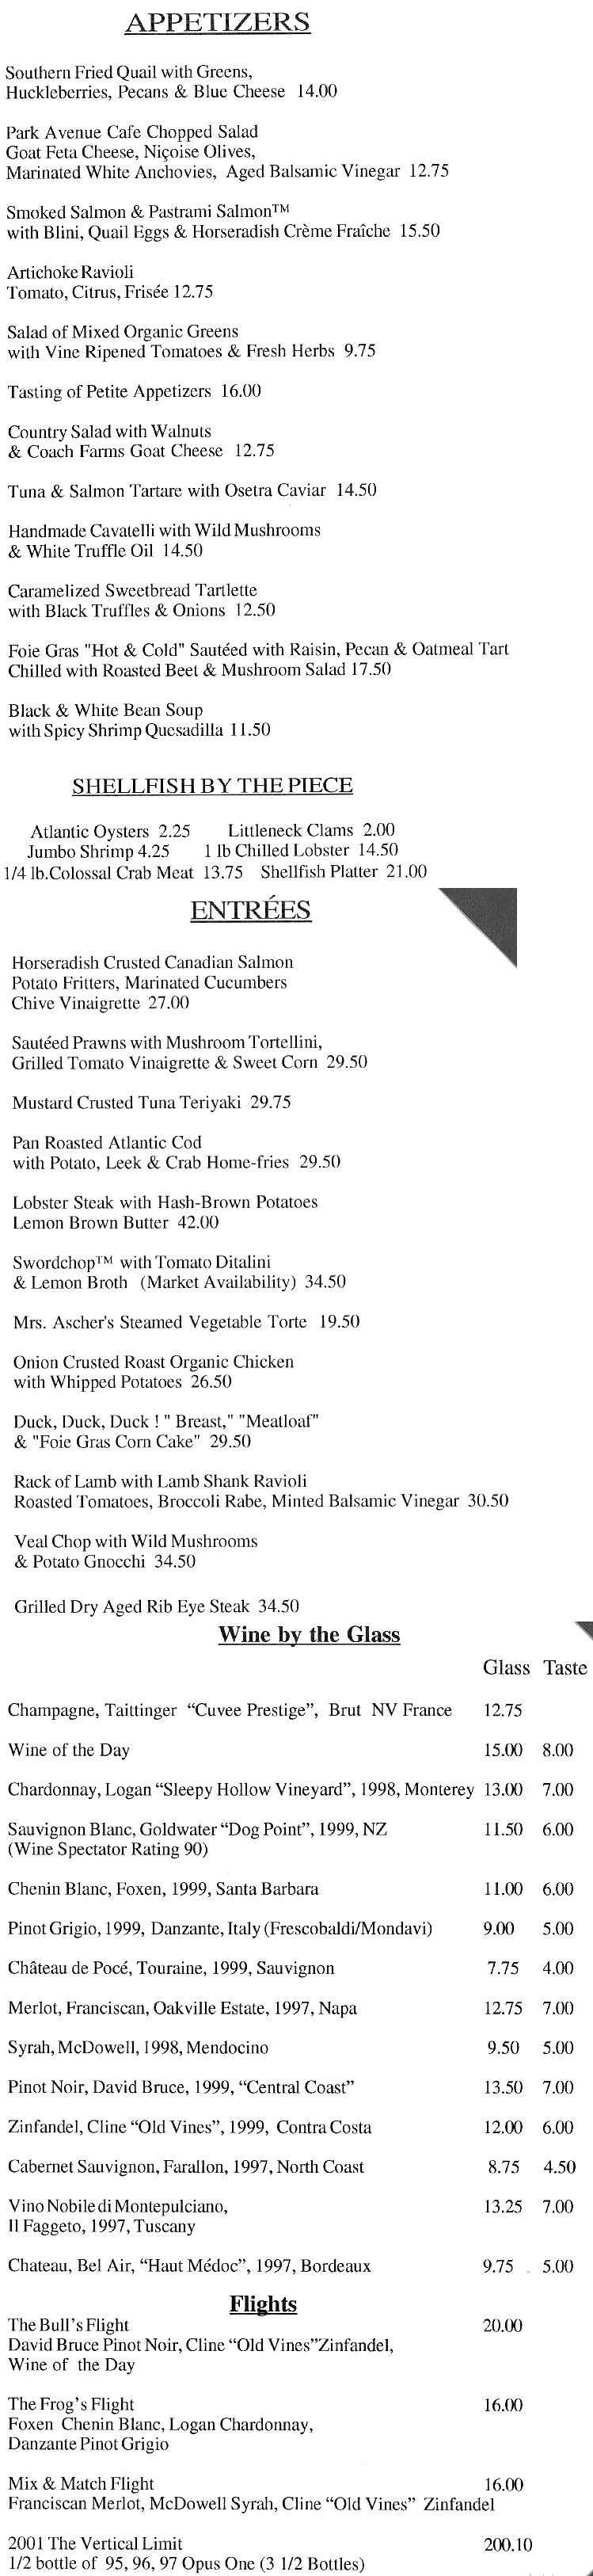 APPETIZERS
Southern Fried Quail with Greens,
Huckleberries, Pecans & Blue Cheese 14.00
Park Avenue Cafe Chopped Salad
Goat Feta Cheese, Niçoise Olives,
Marinated White Anchovies, Aged Balsamic Vinegar 12.75
Smoked Salmon & Pastrami Salmon™
with Blini, Quail Eggs & Horseradish Crème Fraîche 15.50
Artichoke Ravioli
Tomato, Citrus, Frisée 12.75
Salad of Mixed Organic Greens
with Vine Ripened Tomatoes & Fresh Herbs 9.75
Tasting of Petite Appetizers 16.00
Country Salad with Walnuts
& Coach Farms Goat Cheese 12.75
Tuna & Salmon Tartare with Osetra Caviar 14.50
Handmade Cavatelli with Wild Mushrooms
& White Truffle Oil 14.50
Caramelized Sweetbread Tartlette
with Black Truffles & Onions 12.50
Foie Gras "Hot & Cold" Sautéed with Raisin, Pecan & Oatmeal Tart
Chilled with Roasted Beet & Mushroom Salad 17.50
Black & White Bean Soup
with Spicy Shrimp Quesadilla 11.50
SHELLFISH BY THE PIECE
Atlantic Oysters 2.25 Littleneck Clams 2.00
Jumbo Shrimp 4.25 1 lb Chilled Lobster 14.50
1/4 lb.Colossal Crab Meat 13.75 Shellfish Platter 21.00
ENTRÉES
Horseradish Crusted Canadian Salmon
Potato Fritters, Marinated Cucumbers
Chive Vinaigrette 27.00
Sautéed Prawns with Mushroom Tortellini,
Grilled Tomato Vinaigrette & Sweet Corn 29.50
Mustard Crusted Tuna Teriyaki 29.75
Pan Roasted Atlantic Cod
with Potato, Leek & Crab Home-fries 29.50
Lobster Steak with Hash-Brown Potatoes
Lemon Brown Butter 42.00
Swordchop™ with Tomato Ditalini
& Lemon Broth (Market Availability) 34.50
Mrs. Ascher's Steamed Vegetable Torte 19.50
Onion Crusted Roast Organic Chicken
with Whipped Potatoes 26.50
Duck, Duck, Duck ! " Breast," "Meatloaf"
& "Foie Gras Corn Cake" 29.50
Rack of Lamb with Lamb Shank Ravioli
Roasted Tomatoes, Broccoli Rabe, Minted Balsamic Vinegar 30.50
Veal Chop with Wild Mushrooms
& Potato Gnocchi 34.50
Grilled Dry Aged Rib Eye Steak 34.50
Wine by the Glass
Glass Taste
Champagne, Taittinger “Cuvee Prestige”, Brut NV France 12.75
Wine of the Day 15.00 8.00
Chardonnay, Logan “Sleepy Hollow Vineyard”, 1998, Monterey 13.00 7.00
Sauvignon Blanc, Goldwater “Dog Point”, 1999, NZ 11.50 6.00
(Wine Spectator Rating 90)
Chenin Blanc, Foxen, 1999, Santa Barbara 11.00 6.00
Pinot Grigio, 1999, Danzante, Italy (Frescobaldi/Mondavi) 9.00 5.00
Château de Pocé, Touraine, 1999, Sauvignon 7.75 4.00
Merlot, Franciscan, Oakville Estate, 1997, Napa 12.75 7.00
Syrah, McDowell, 1998, Mendocino 9.50 5.00
Pinot Noir, David Bruce, 1999, “Central Coast” 13.50 7.00
Zinfandel, Cline “Old Vines”, 1999, Contra Costa 12.00 6.00
Cabernet Sauvignon, Farallon, 1997, North Coast 8.75 4.50
Vino Nobile di Montepulciano, 13.25 7.00
Il Faggeto, 1997, Tuscany
Chateau, Bel Air, “Haut Médoc”, 1997, Bordeaux 9.75 5.00
Flights
The Bull's Flight 20.00
David Bruce Pinot Noir, Cline “Old Vines”Zinfandel,
Wine of the Day
The Frog's Flight 16.00
Foxen Chenin Blanc, Logan Chardonnay,
Danzante Pinot Grigio
Mix & Match Flight 16.00
Franciscan Merlot, McDowell Syrah, Cline “Old Vines” Zinfandel
2001 The Vertical Limit 200.10
1/2 bottle of 95, 96, 97 Opus One (3 1/2 Bottles)